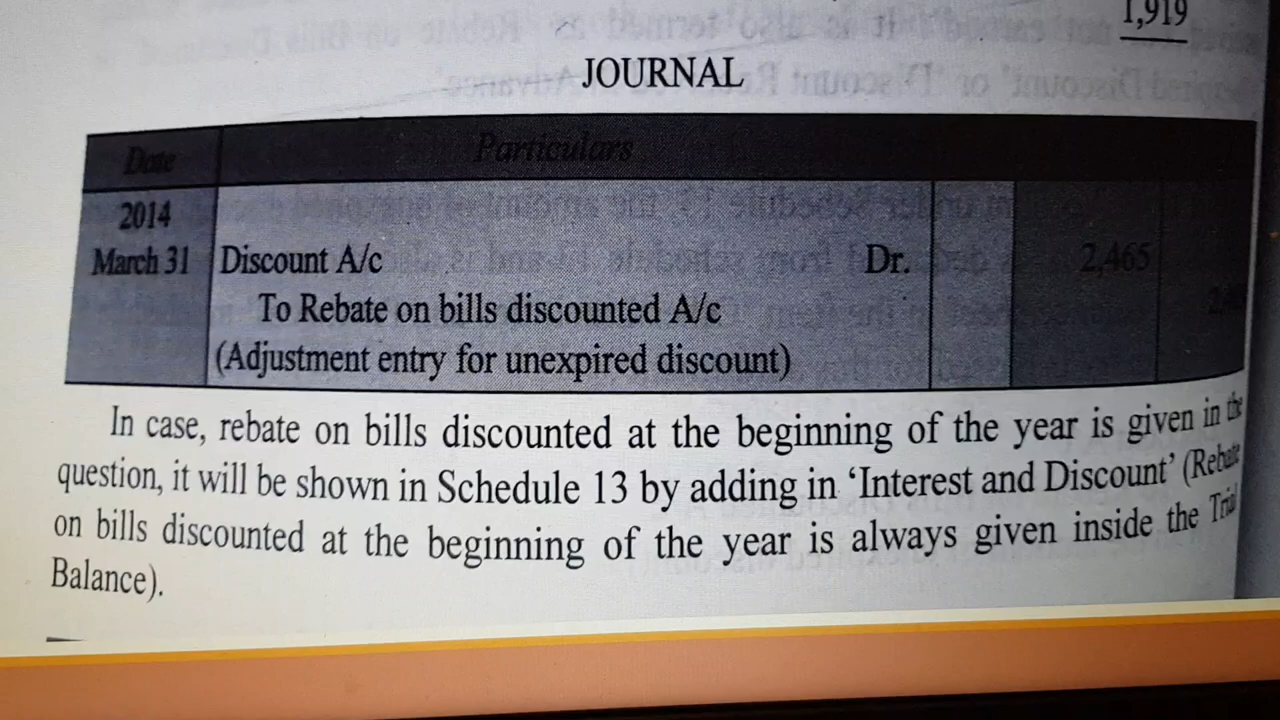 1,919
JOURNAL
Date Particulars
2014
March 31 Discount A/c Dr. 2,465
To Rebate on bills discounted A/c
(Adjustment entry for unexpired discount)
In case, rebate on bills discounted at the beginning of the year is given in the
question, it will be shown in Schedule 13 by adding in ‘Interest and Discount’ (Rebate
on bills discounted at the beginning of the year is always given inside the Trial
Balance).